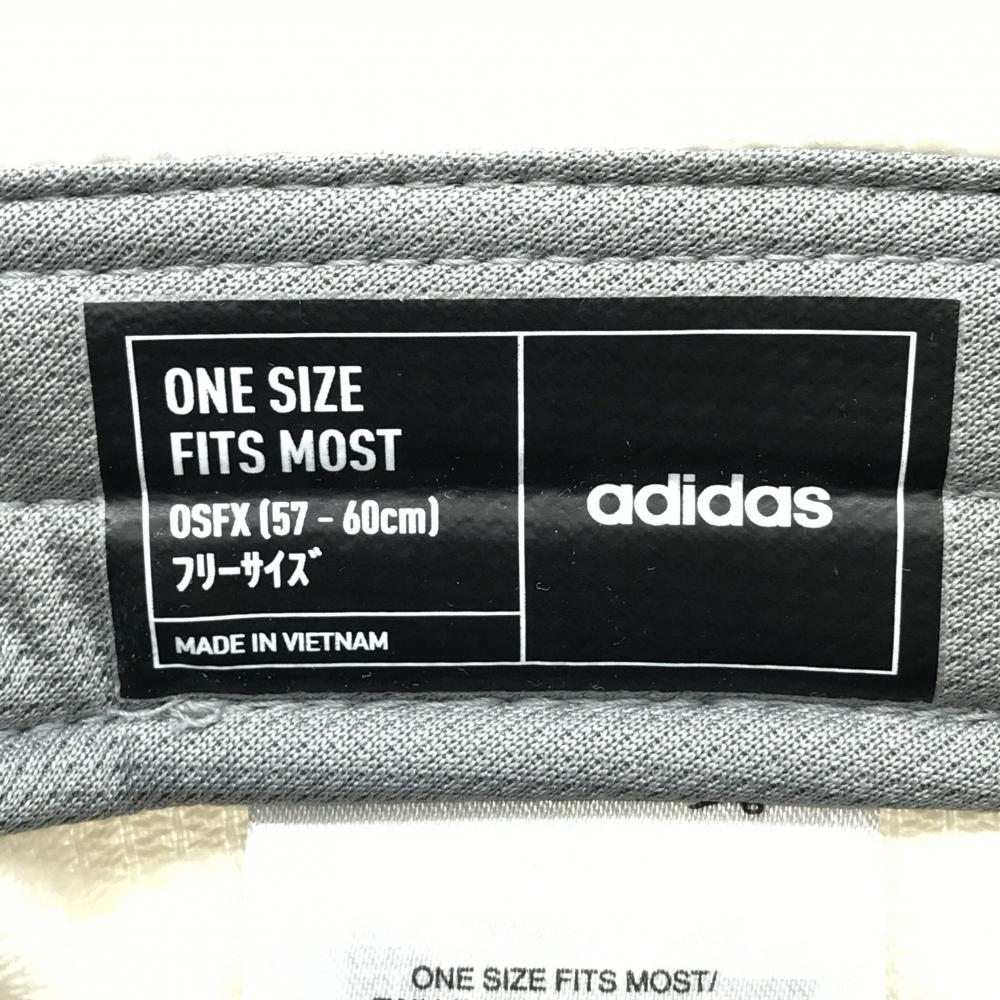 ONE SIZE
FITS MOST
OSFX (57 - 60cm)
フリーサイズ
MADE IN VIETNAM
adidas
ONE SIZE FITS MOST/